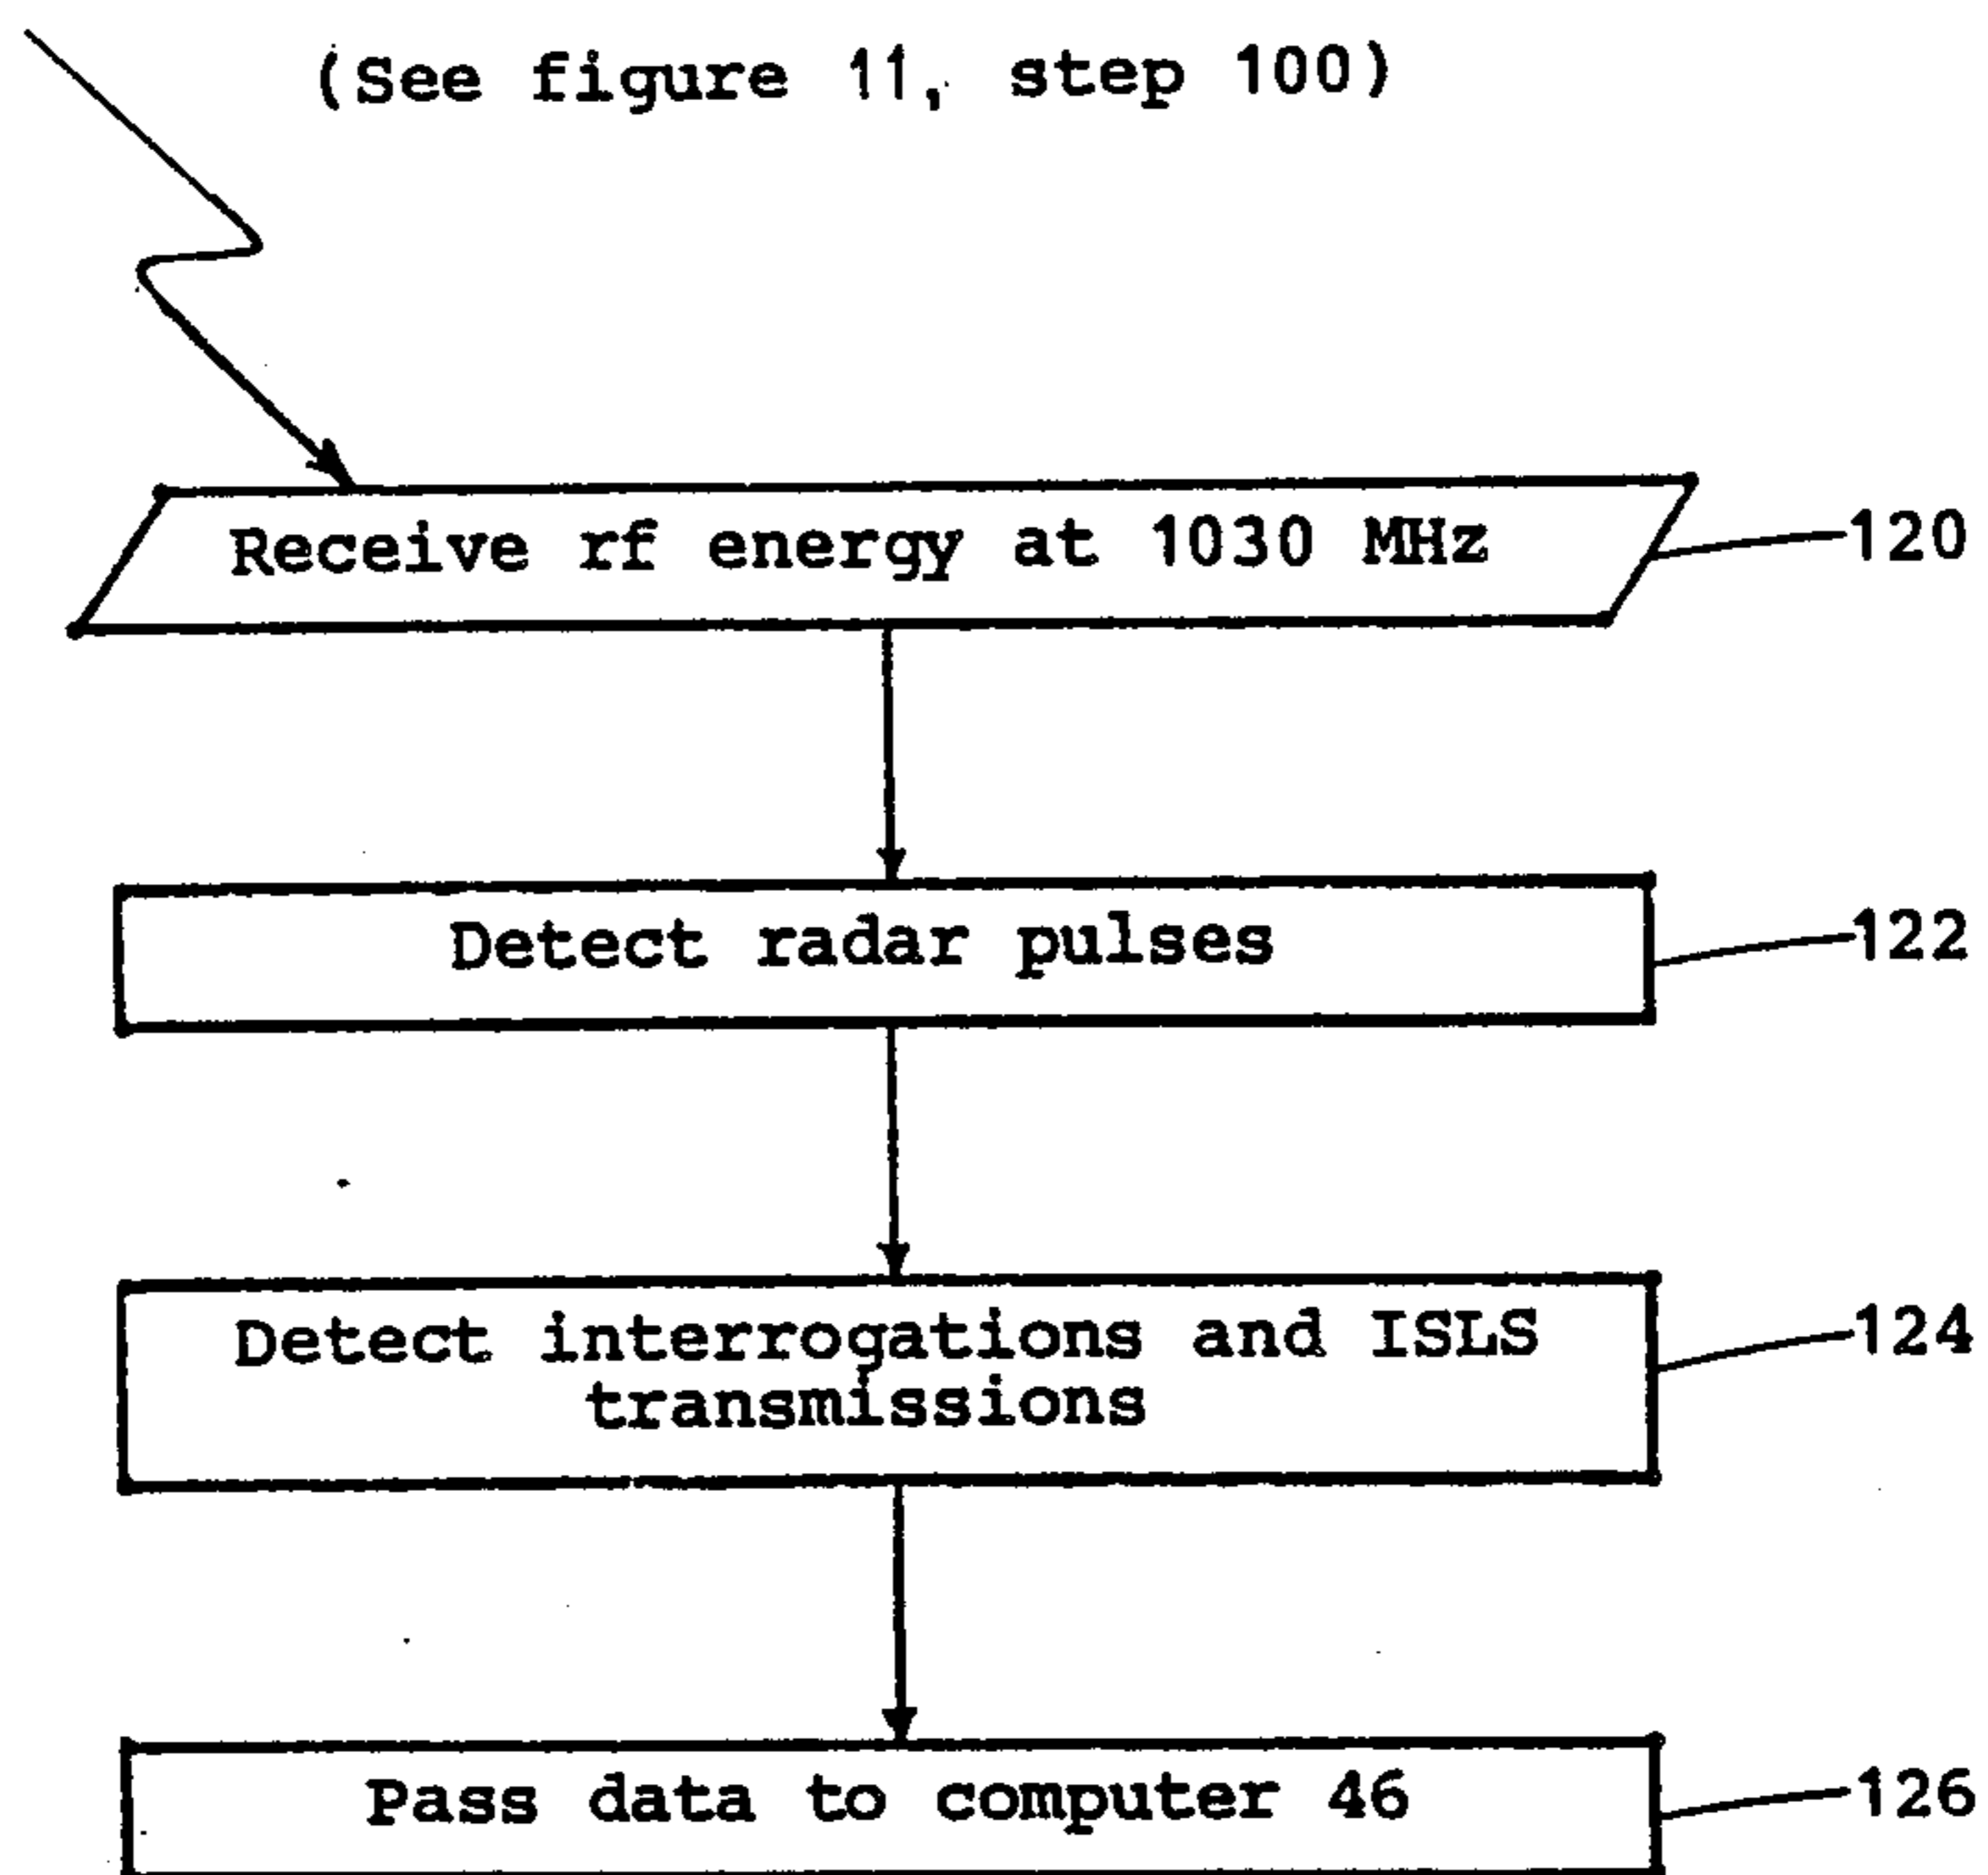 (See figure 11, step 100)
Receive rf energy at 1030 MHz
120
Detect radar pulses
122
Detect interrogations and ISLS
transmissions
124
Pass data to computer 46
126